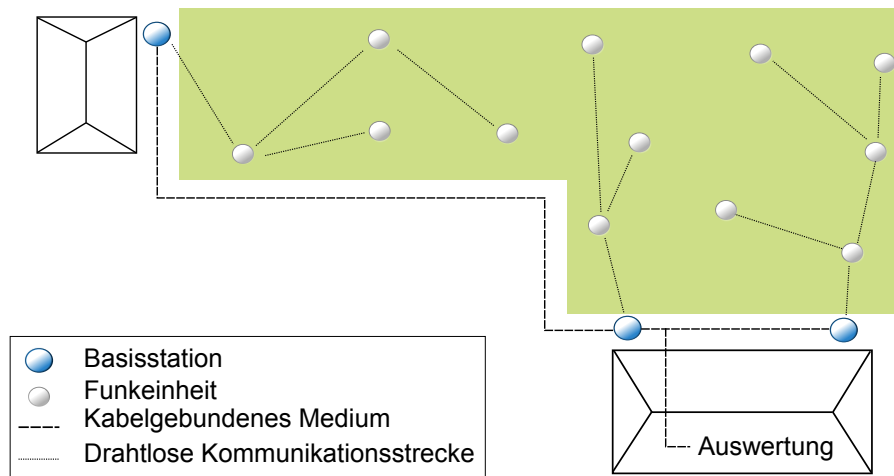 Basisstation
Funkeinheit
Kabelgebundenes Medium
Drahtlose Kommunikationsstrecke
Auswertung